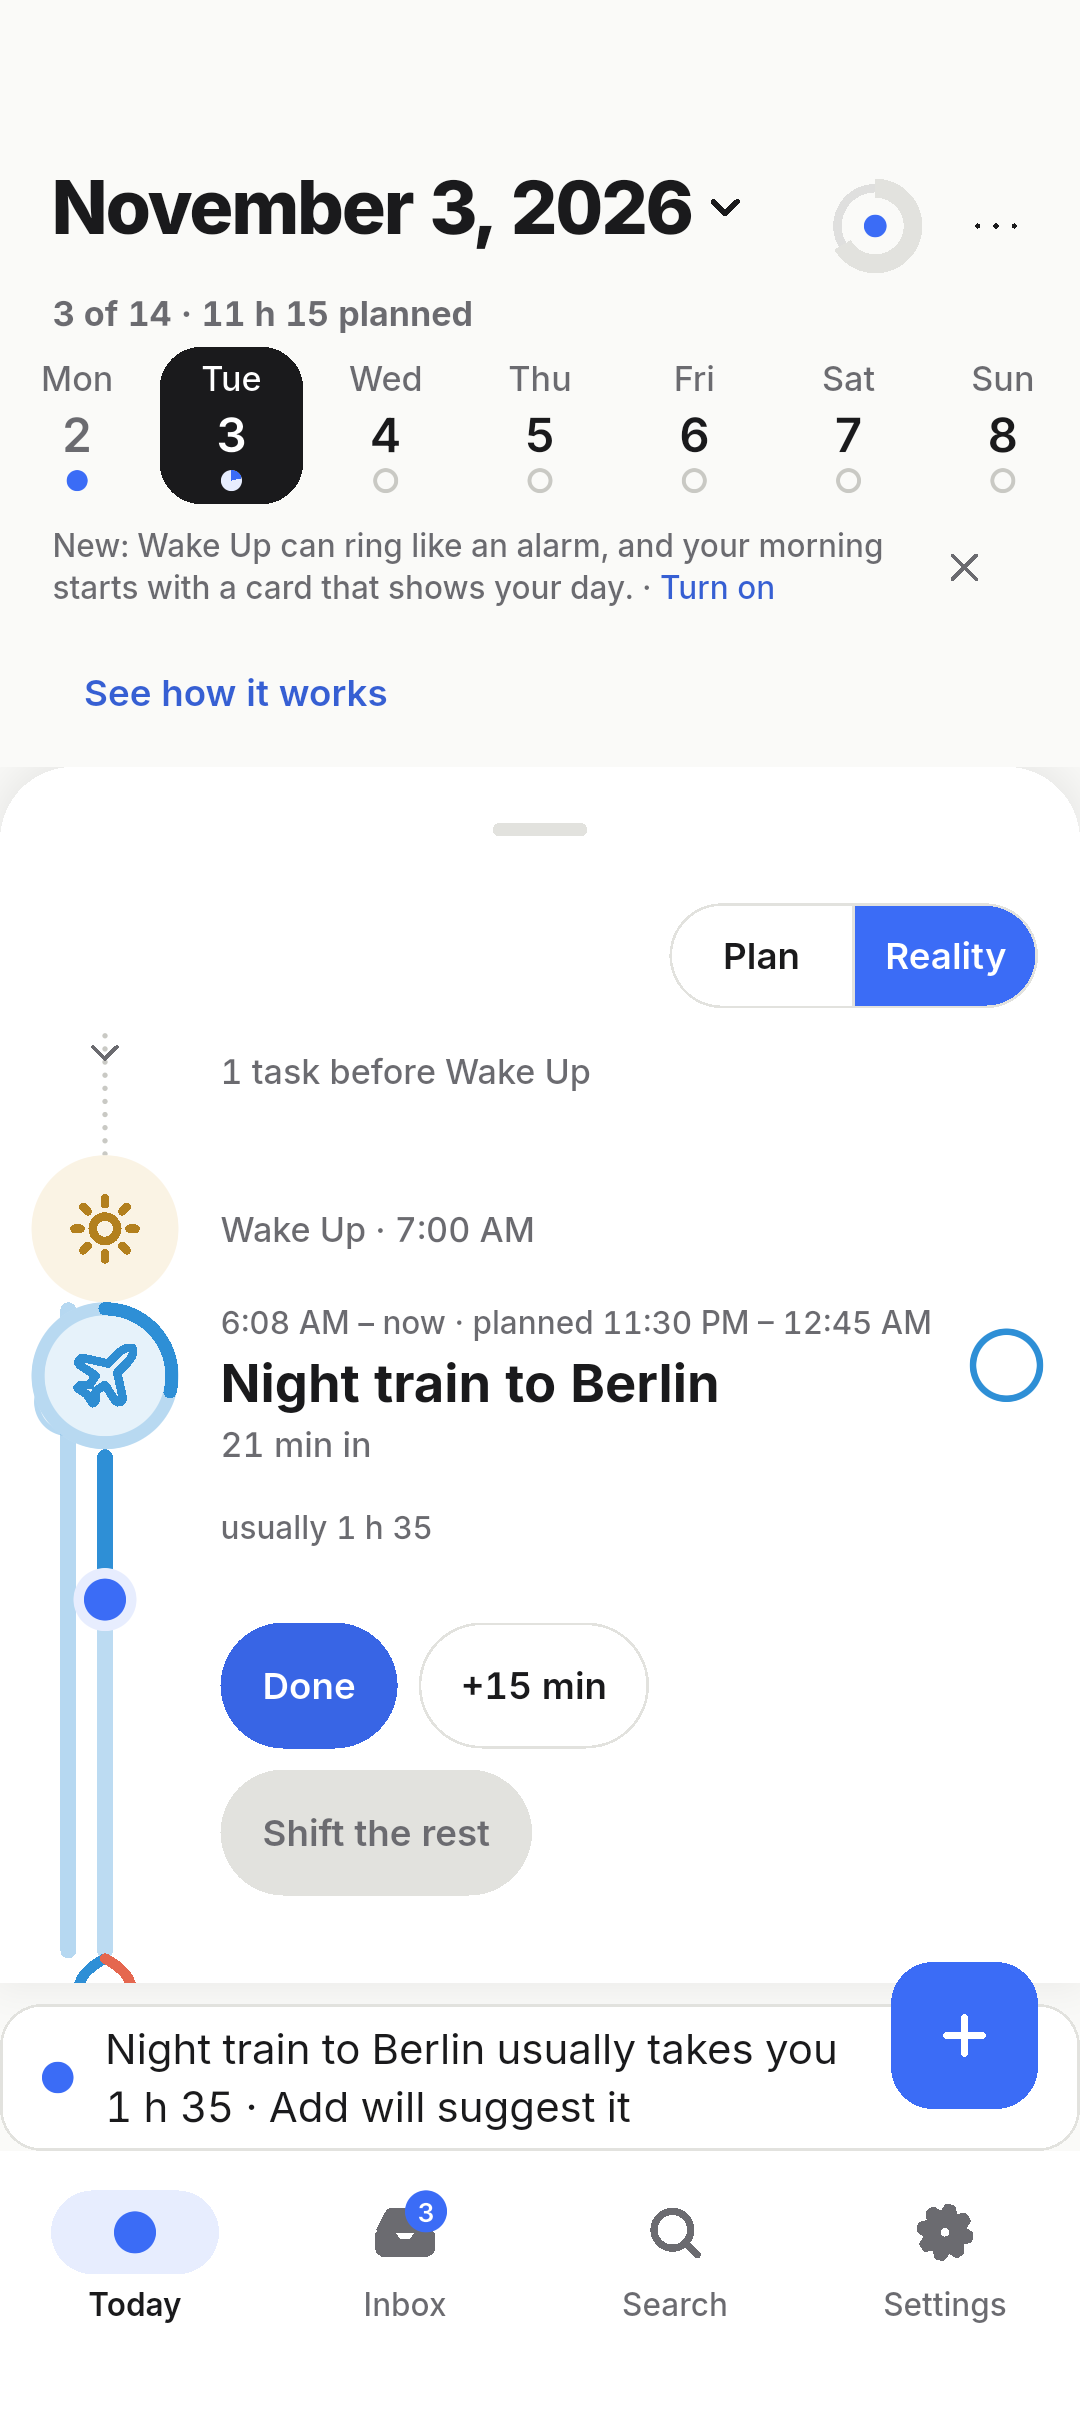 November 3, 2026
3 of 14 · 11 h 15 planned
Mon Tue Wed Thu Fri Sat Sun
2 3 4 5 6 7 8
New: Wake Up can ring like an alarm, and your morning
starts with a card that shows your day. · Turn on
See how it works
Plan Reality
1 task before Wake Up
Wake Up · 7:00 AM
6:08 AM – now · planned 11:30 PM – 12:45 AM
Night train to Berlin
21 min in
usually 1 h 35
Done +15 min
Shift the rest
Night train to Berlin usually takes you
1 h 35 · Add will suggest it
3
Today Inbox Search Settings